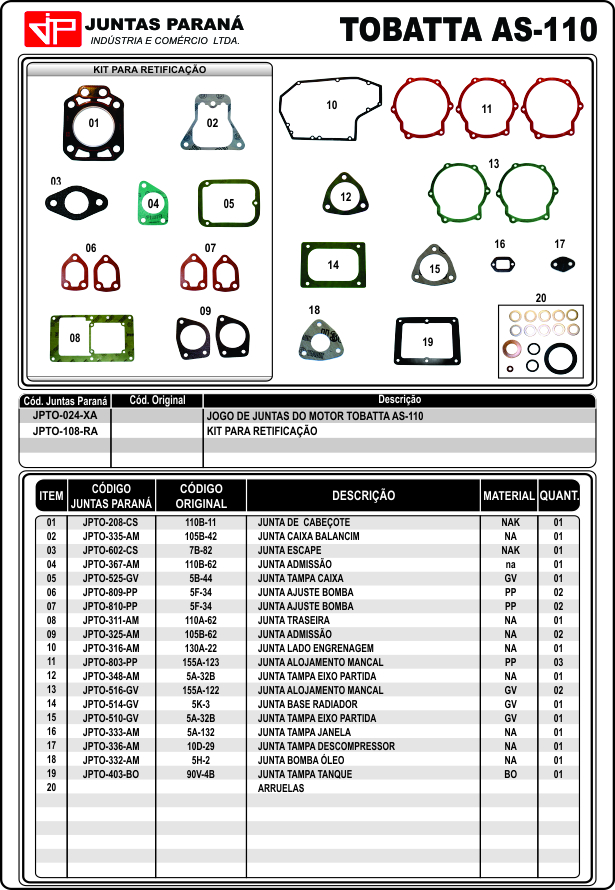 JP JUNTAS PARANÁ
INDÚSTRIA E COMÉRCIO LTDA.
TOBATTA AS-110
KIT PARA RETIFICAÇÃO
01
02
03
04
05
06
07
08
09
10
11
12
13
14
15
16
17
18
19
20
Cód. Juntas Paraná Cód. Original Descrição
JPTO-024-XA JOGO DE JUNTAS DO MOTOR TOBATTA AS-110
JPTO-108-RA KIT PARA RETIFICAÇÃO
ITEM CÓDIGO JUNTAS PARANÁ CÓDIGO ORIGINAL DESCRIÇÃO MATERIAL QUANT.
01 JPTO-208-CS 110B-11 JUNTA DE CABEÇOTE NAK 01
02 JPTO-335-AM 105B-42 JUNTA CAIXA BALANCIM NA 01
03 JPTO-602-CS 7B-82 JUNTA ESCAPE NAK 01
04 JPTO-367-AM 110B-62 JUNTA ADMISSÃO na 01
05 JPTO-525-GV 5B-44 JUNTA TAMPA CAIXA GV 01
06 JPTO-809-PP 5F-34 JUNTA AJUSTE BOMBA PP 02
07 JPTO-810-PP 5F-34 JUNTA AJUSTE BOMBA PP 02
08 JPTO-311-AM 110A-62 JUNTA TRASEIRA NA 01
09 JPTO-325-AM 105B-62 JUNTA ADMISSÃO NA 02
10 JPTO-316-AM 130A-22 JUNTA LADO ENGRENAGEM NA 01
11 JPTO-803-PP 155A-123 JUNTA ALOJAMENTO MANCAL PP 03
12 JPTO-348-AM 5A-32B JUNTA TAMPA EIXO PARTIDA NA 01
13 JPTO-516-GV 155A-122 JUNTA ALOJAMENTO MANCAL GV 02
14 JPTO-514-GV 5K-3 JUNTA BASE RADIADOR GV 01
15 JPTO-510-GV 5A-32B JUNTA TAMPA EIXO PARTIDA GV 01
16 JPTO-333-AM 5A-132 JUNTA TAMPA JANELA NA 01
17 JPTO-336-AM 10D-29 JUNTA TAMPA DESCOMPRESSOR NA 01
18 JPTO-332-AM 5H-2 JUNTA BOMBA ÓLEO NA 01
19 JPTO-403-BO 90V-4B JUNTA TAMPA TANQUE BO 01
20 ARRUELAS